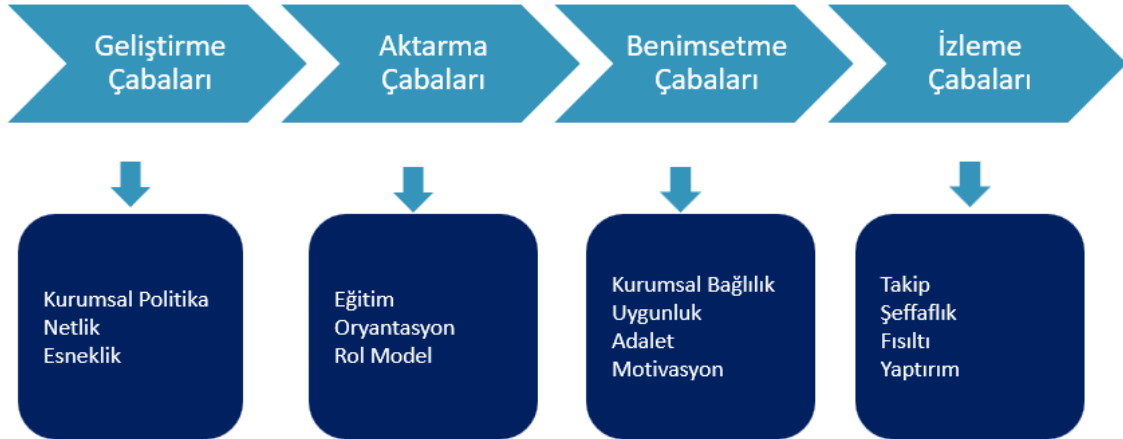 Geliştirme
Çabaları
Aktarma
Çabaları
Benimsetme
Çabaları
İzleme
Çabaları
Kurumsal Politika
Netlik
Esneklik
Eğitim
Oryantasyon
Rol Model
Kurumsal Bağlılık
Uygunluk
Adalet
Motivasyon
Takip
Şeffaflık
Fısıltı
Yaptırım